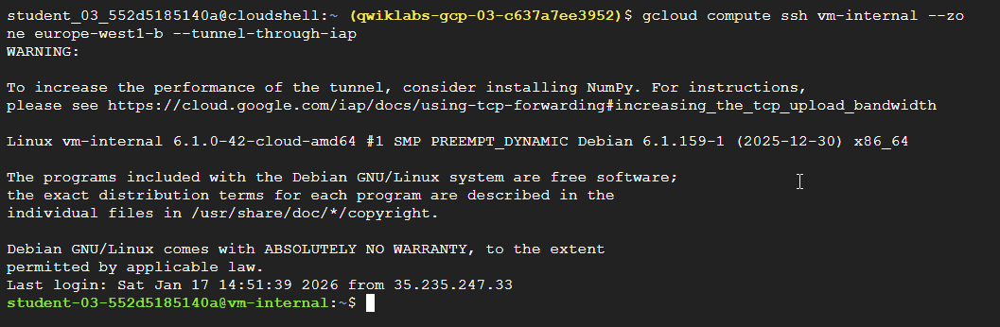 student_03_552d5185140a@cloudshell:~ (qwiklabs-gcp-03-c637a7ee3952)$ gcloud compute ssh vm-internal --zo
ne europe-west1-b --tunnel-through-iap
WARNING:
To increase the performance of the tunnel, consider installing NumPy. For instructions,
please see https://cloud.google.com/iap/docs/using-tcp-forwarding#increasing_the_tcp_upload_bandwidth
Linux vm-internal 6.1.0-42-cloud-amd64 #1 SMP PREEMPT_DYNAMIC Debian 6.1.159-1 (2025-12-30) x86_64
The programs included with the Debian GNU/Linux system are free software;
the exact distribution terms for each program are described in the
individual files in /usr/share/doc/*/copyright.
Debian GNU/Linux comes with ABSOLUTELY NO WARRANTY, to the extent
permitted by applicable law.
Last login: Sat Jan 17 14:51:39 2026 from 35.235.247.33
student-03-552d5185140a@vm-internal:~$